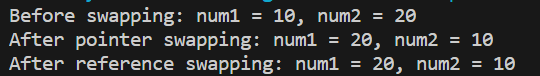 Before swapping: num1 = 10, num2 = 20
After pointer swapping: num1 = 20, num2 = 10
After reference swapping: num1 = 20, num2 = 10